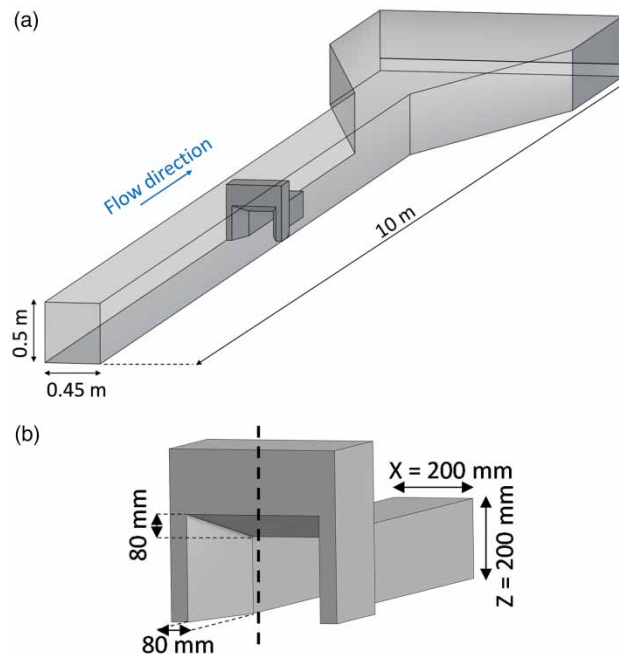 (a)
Flow direction
10 m
0.5 m
0.45 m
(b)
X = 200 mm
80 mm
Z = 200 mm
80 mm